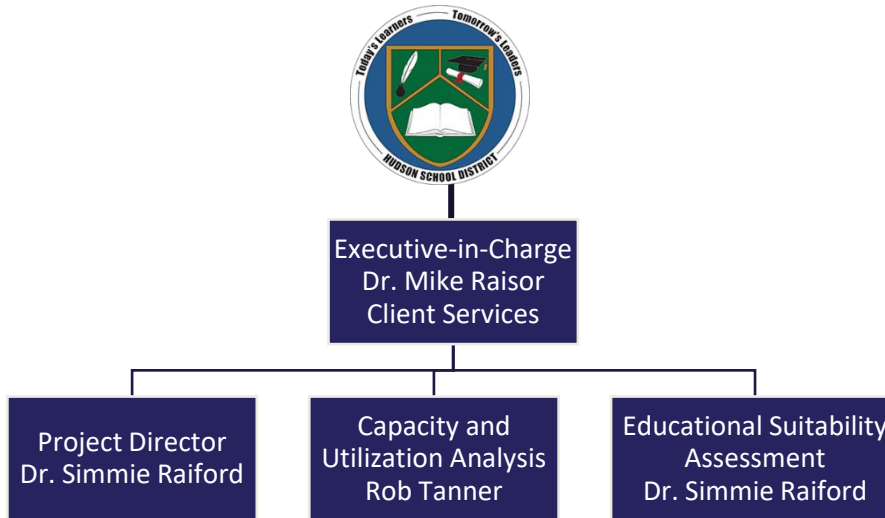 Today's Learners
Tomorrow's Leaders
HUDSON SCHOOL DISTRICT
Executive-in-Charge
Dr. Mike Raisor
Client Services
Project Director
Dr. Simmie Raiford
Capacity and
Utilization Analysis
Rob Tanner
Educational Suitability
Assessment
Dr. Simmie Raiford